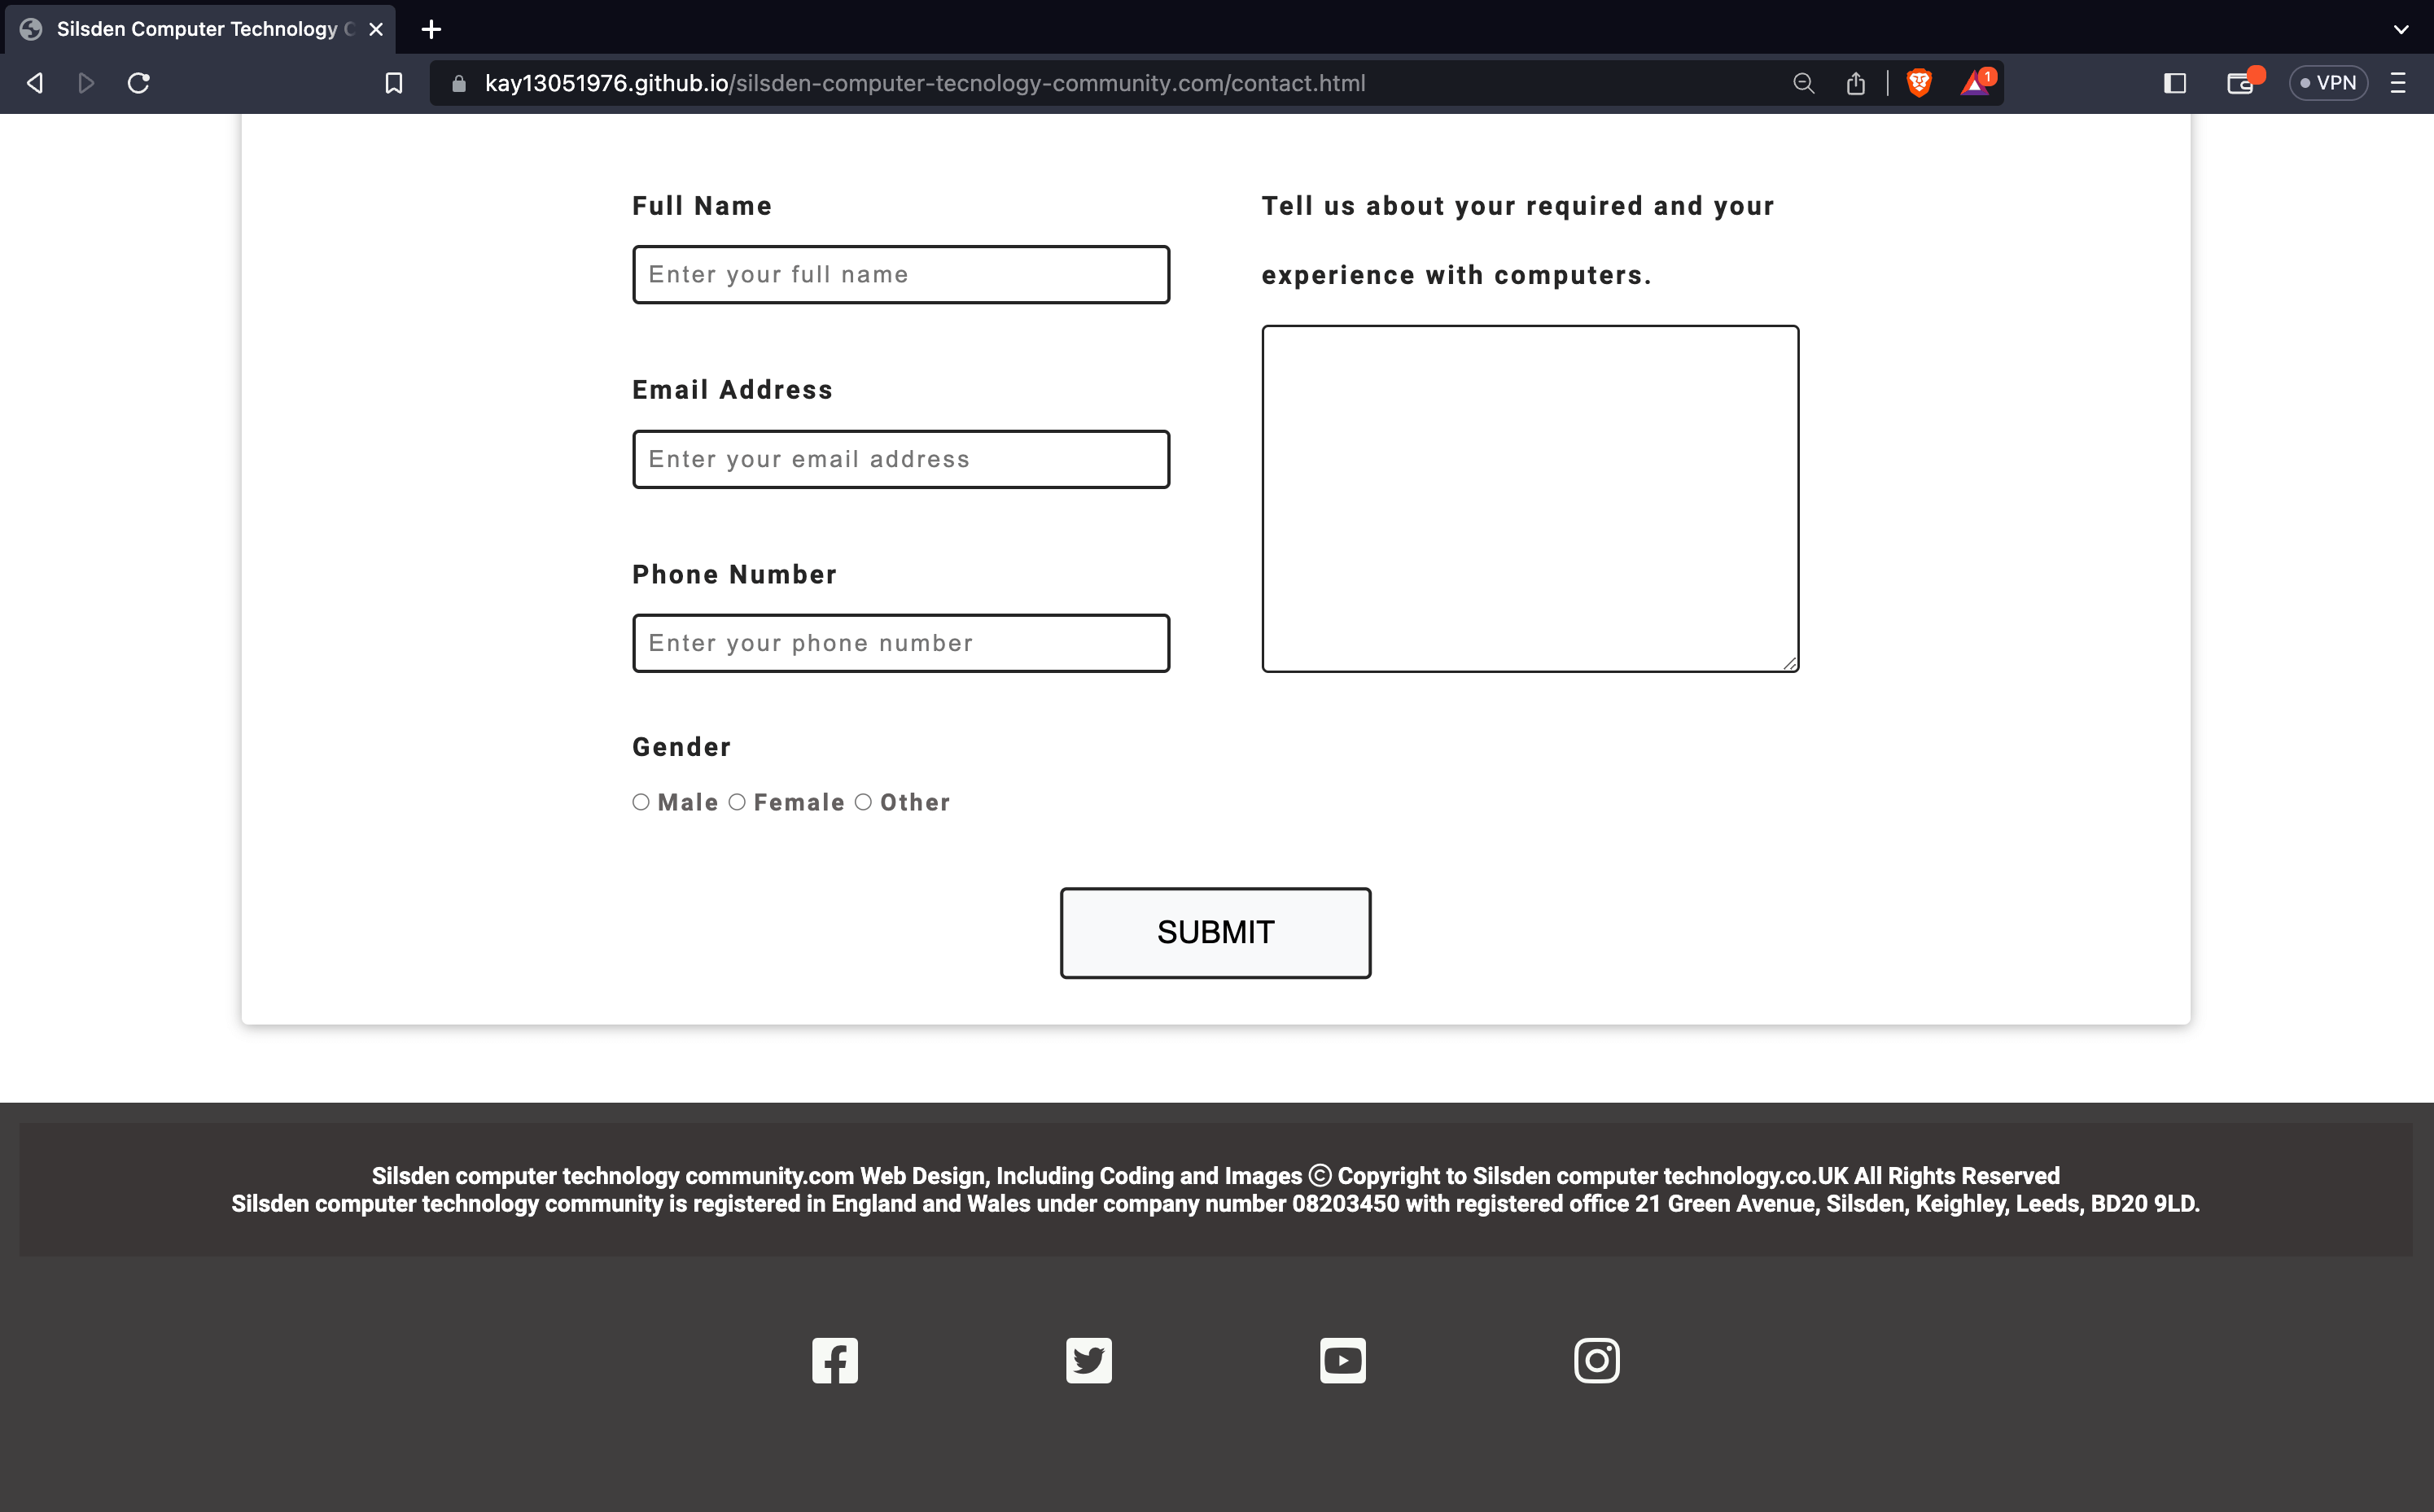 Silsden Computer Technology
kay13051976.github.io/silsden-computer-tecnology-community.com/contact.html
1
VPN
Full Name
Enter your full name
Email Address
Enter your email address
Phone Number
Enter your phone number
Gender
Male Female Other
Tell us about your required and your
experience with computers.
SUBMIT
Silsden computer technology community.com Web Design, Including Coding and Images © Copyright to Silsden computer technology.co.UK All Rights Reserved
Silsden computer technology community is registered in England and Wales under company number 08203450 with registered office 21 Green Avenue, Silsden, Keighley, Leeds, BD20 9LD.